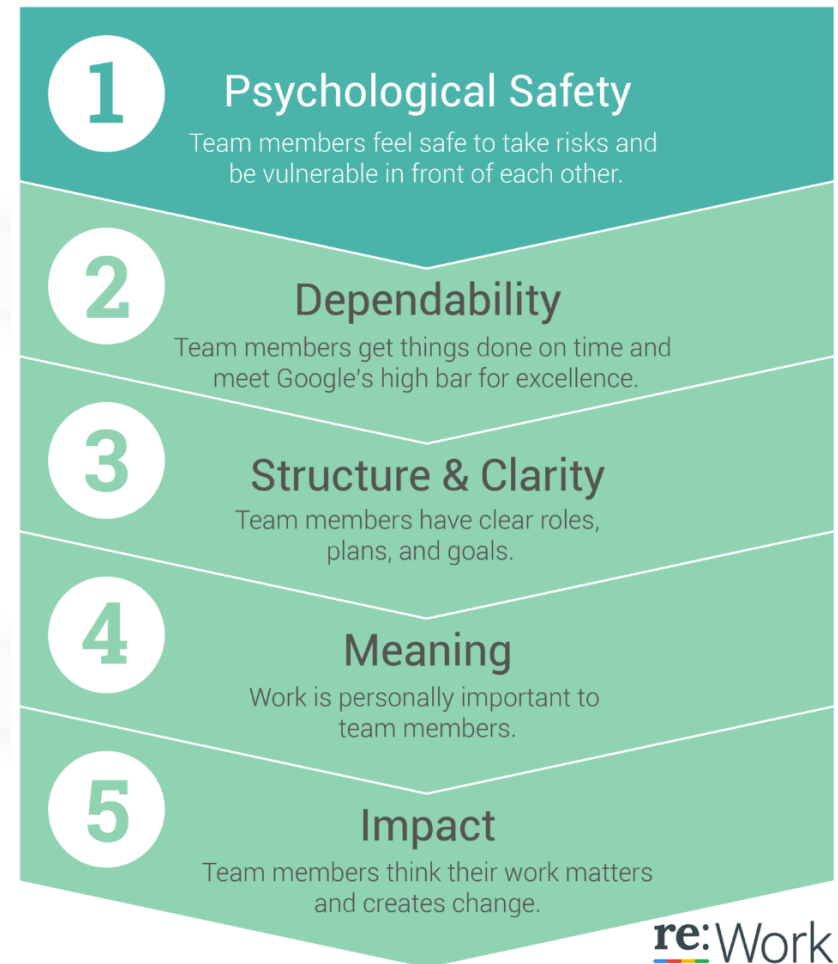 1
Psychological Safety
Team members feel safe to take risks and
be vulnerable in front of each other.
2
Dependability
Team members get things done on time and
meet Google's high bar for excellence.
3
Structure & Clarity
Team members have clear roles,
plans, and goals.
4
Meaning
Work is personally important to
team members.
5
Impact
Team members think their work matters
and creates change.
re:Work